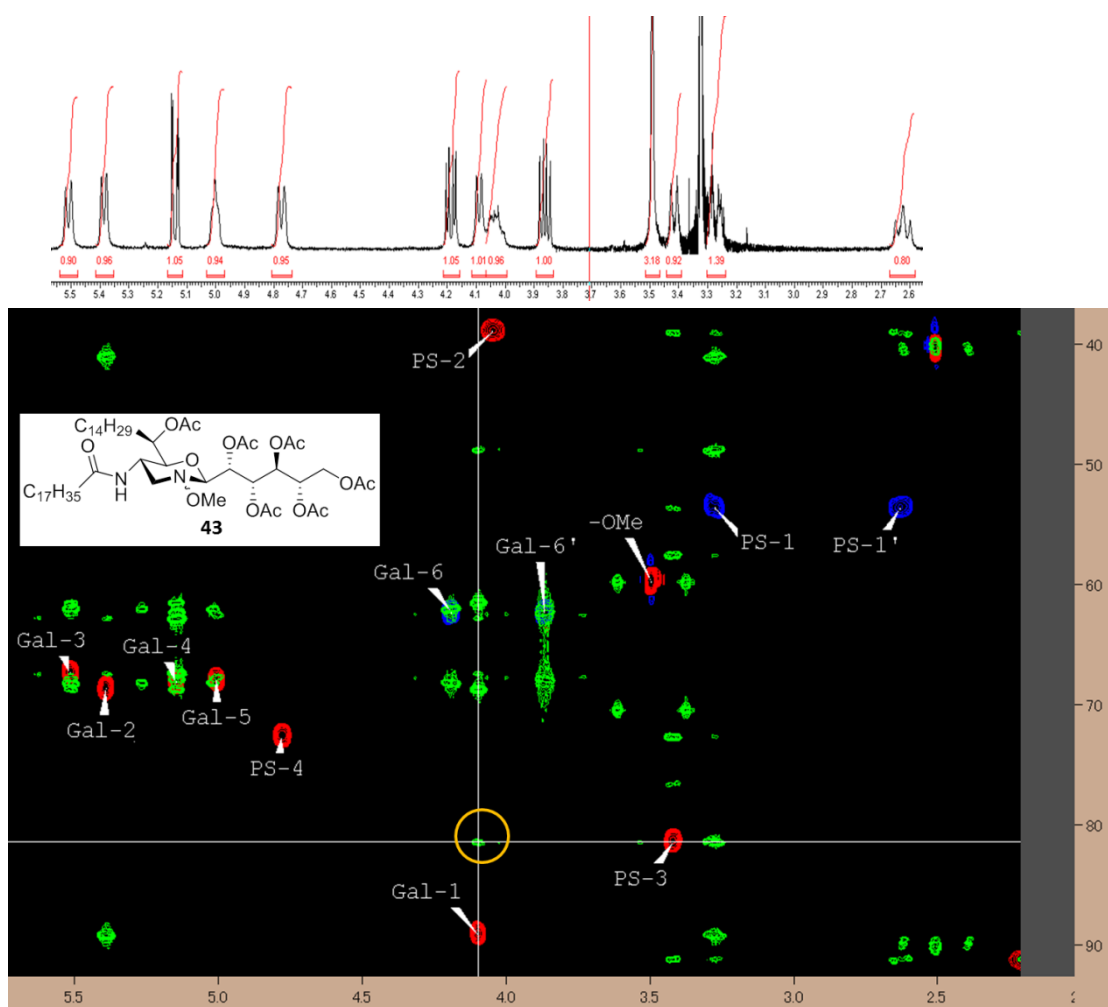 0.90 0.96 1.05 0.94 0.95 1.05 1.01 0.96 1.00 3.18 0.92 1.39 0.80
5.5 5.4 5.3 5.2 5.1 5.0 4.9 4.8 4.7 4.6 4.5 4.4 4.3 4.2 4.1 4.0 3.9 3.8 3.7 3.6 3.5 3.4 3.3 3.2 3.1 3.0 2.9 2.8 2.7 2.6
40
PS-2
C14H29
OAc
O
O
OAc
OAc
N
N
OAc
C17H35
H
OMe
OAc
OAc
43
50
-OMe
PS-1
PS-1'
Gal-6
Gal-6'
60
Gal-3
Gal-4
Gal-2
Gal-5
70
PS-4
80
PS-3
Gal-1
90
5.5 5.0 4.5 4.0 3.5 3.0 2.5